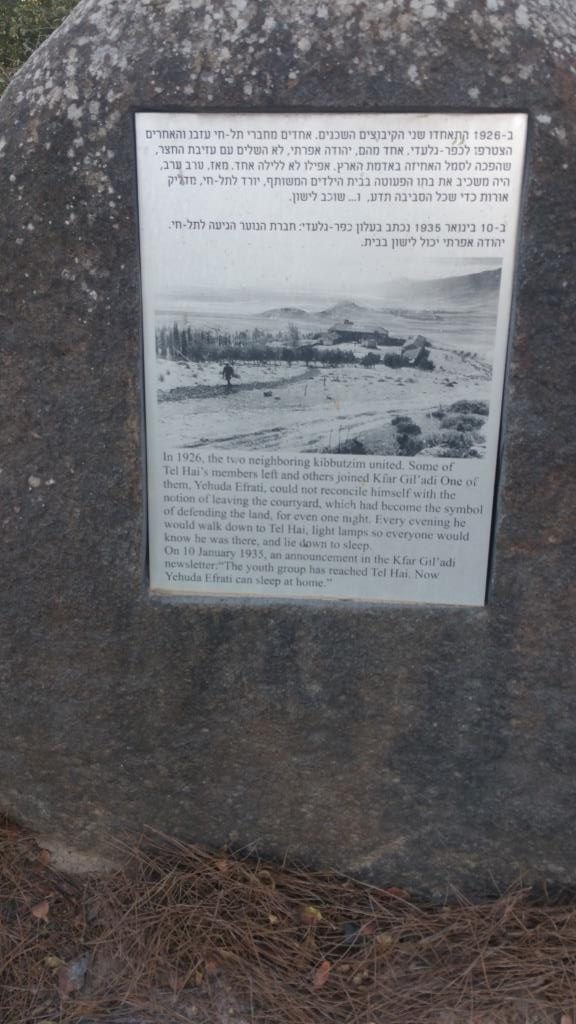 ב-1926 התאחדו שני הקיבוצים השכנים. אחדים מחברי תל-חי עזבו והאחרים
הצטרפו לכפר-גלעדי. אחד מהם, יהודה אפרתי, לא השלים עם עזיבת החצר,
שהפכה לסמל האחיזה באדמת הארץ. אפילו לא ללילה אחד. מאז, ערב ערב,
היה משכיב את בתו הפעוטה בבית הילדים המשותף, יורד לתל-חי, מדליק
אורות כדי שכל הסביבה תדע, ו... שוכב לישון.
ב-10 בינואר 1935 נכתב בעלון כפר-גלעדי: חברת הנוער הגיעה לתל-חי.
יהודה אפרתי יכול לישון בבית.
In 1926, the two neighboring kibbutzim united. Some of
Tel Hai's members left and others joined Kfar Gil'adi One of
them, Yehuda Efrati, could not reconcile himself with the
notion of leaving the courtyard, which had become the symbol
of defending the land, for even one night. Every evening he
would walk down to Tel Hai, light lamps so everyone would
know he was there, and lie down to sleep.
On 10 January 1935, an announcement in the Kfar Gil'adi
newsletter:"The youth group has reached Tel Hai. Now
Yehuda Efrati can sleep at home."